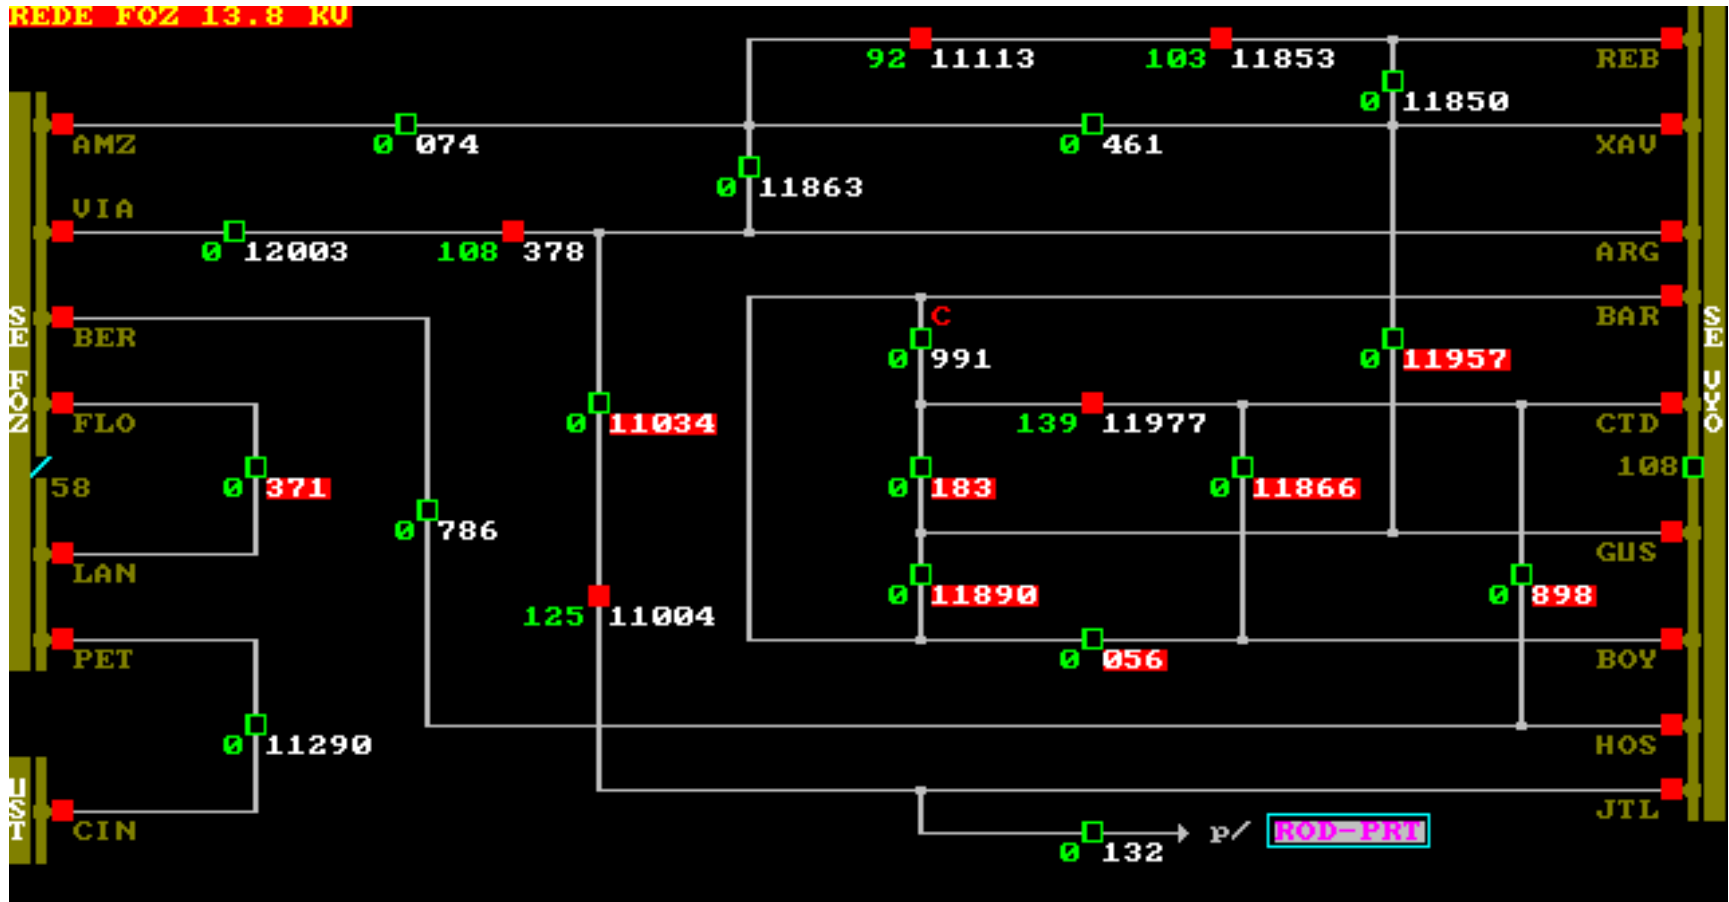 REDE FOZ 13.8 KV
92 11113
103 11853
REB
0 11850
AMZ
0 074
0 461
XAV
0 11863
VIA
0 12003
108 378
ARG
SE FOZ
BER
C
BAR
0 991
0 11957
SE VYO
FLO
0 11034
139 11977
CTD
58
0 371
0 183
0 11866
108
0 786
GUS
LAN
0 11890
0 898
125 11004
PET
0 056
BOY
0 11290
HOS
UST
CIN
JTL
0 132
p/ ROD-PRT